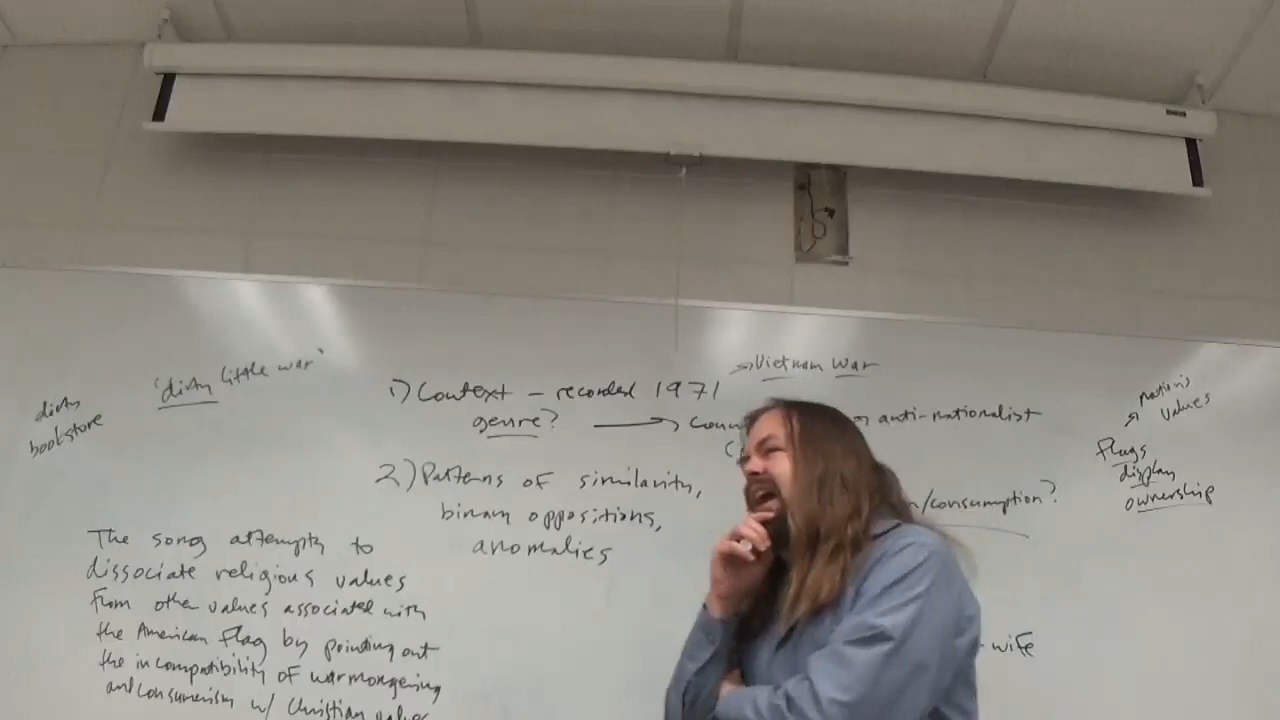 dirty
bookstore
'dirty little war'
1) Context – recorded 1971
genre?
→ Vietnam War
anti-nationalist
2) Patterns of similarity,
binary oppositions,
anomalies
/consumption?
wife
nation's
values
flags
display
ownership
The song attempts to
dissociate religious values
from other values associated with
the American flag by pointing out
the incompatibility of warmongering
and consumerism w/ Christian values